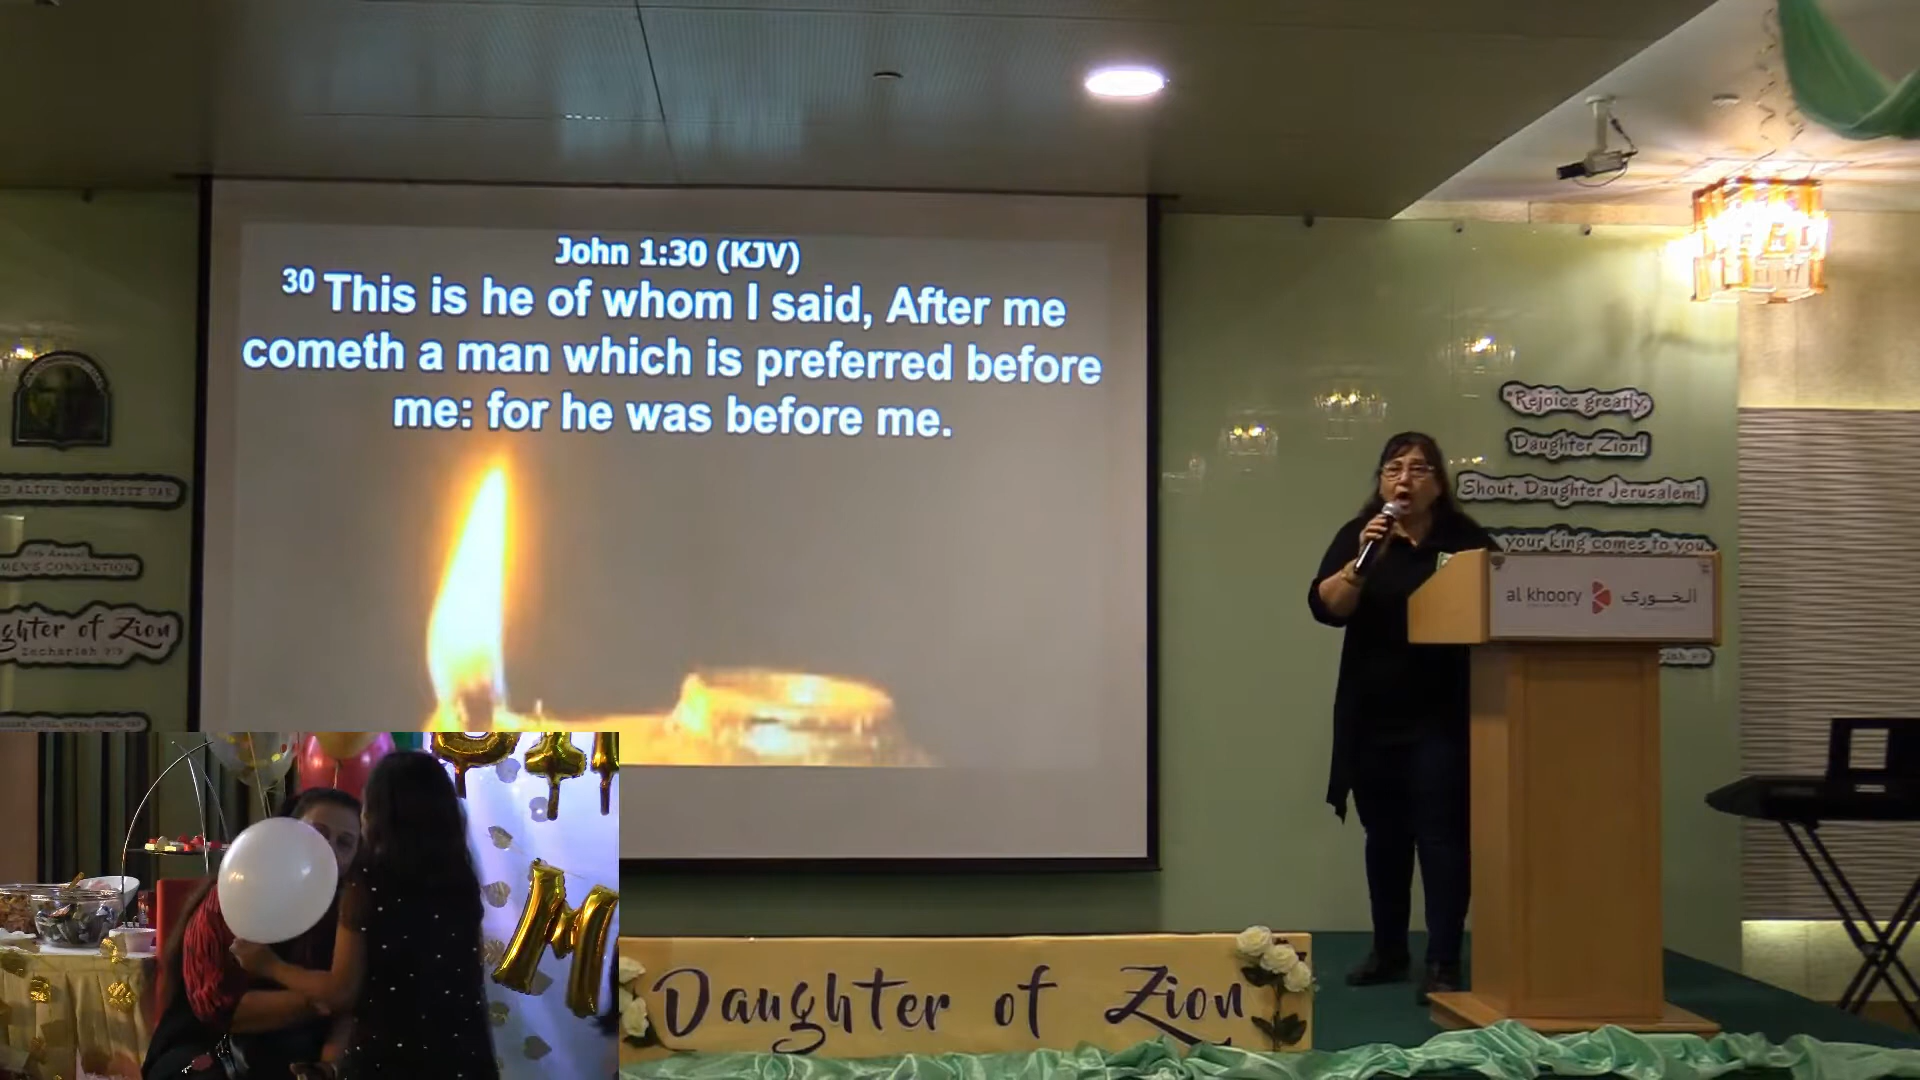 John 1:30 (KJV)
30 This is he of whom I said, After me
cometh a man which is preferred before
me: for he was before me.
"Rejoice greatly,
Daughter Zion!
Shout, Daughter Jerusalem!
your king comes to you,
al khoory الخوري
ALIVE COMMUNITY UAE
Annual
MEN'S CONVENTION
ghter of Zion
Zechariah 9:9
Daughter of Zion
M